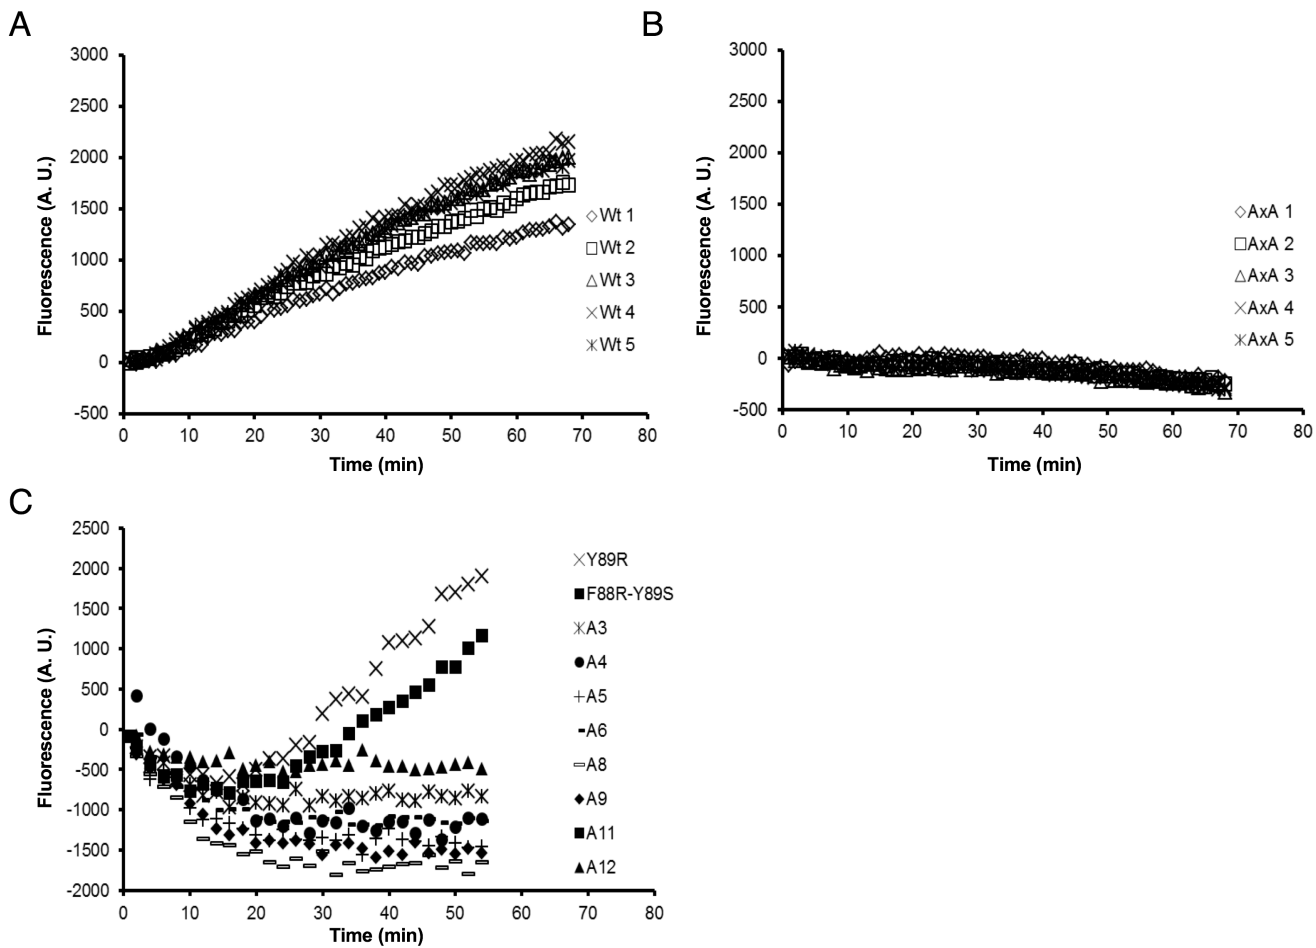 A
3000
2500
2000
1500
1000
500
0
-500
0 10 20 30 40 50 60 70 80
Fluorescence (A. U.)
Time (min)
Wt 1
Wt 2
Wt 3
Wt 4
Wt 5
B
3000
2500
2000
1500
1000
500
0
-500
0 10 20 30 40 50 60 70 80
Fluorescence (A. U.)
Time (min)
AxA 1
AxA 2
AxA 3
AxA 4
AxA 5
C
2500
2000
1500
1000
500
0
-500
-1000
-1500
-2000
0 10 20 30 40 50 60 70 80
Fluorescence (A. U.)
Time (min)
Y89R
F88R-Y89S
A3
A4
A5
A6
A8
A9
A11
A12